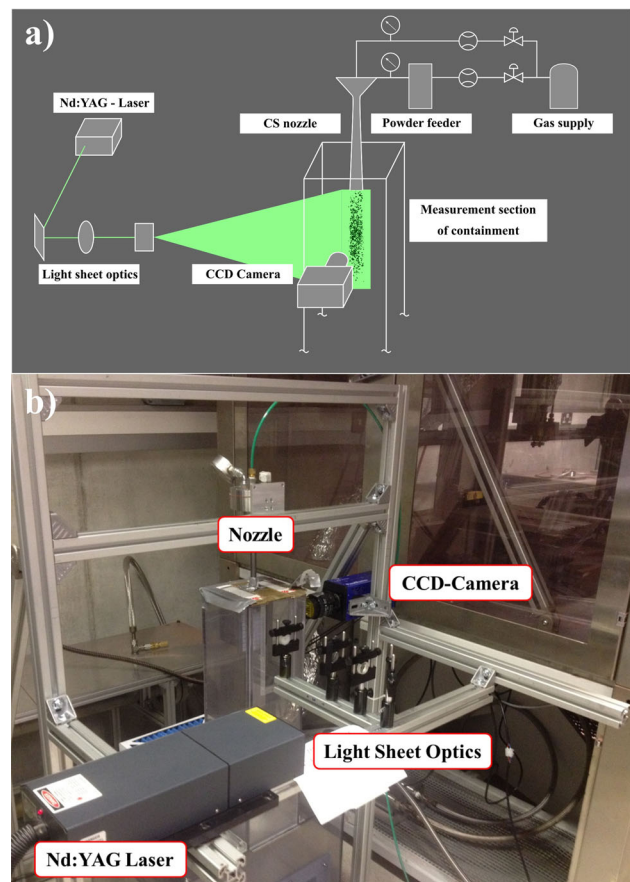 a)
Nd:YAG - Laser
CS nozzle
Powder feeder
Gas supply
Measurement section
of containment
Light sheet optics
CCD Camera
b)
Nozzle
CCD-Camera
Light Sheet Optics
Nd:YAG Laser